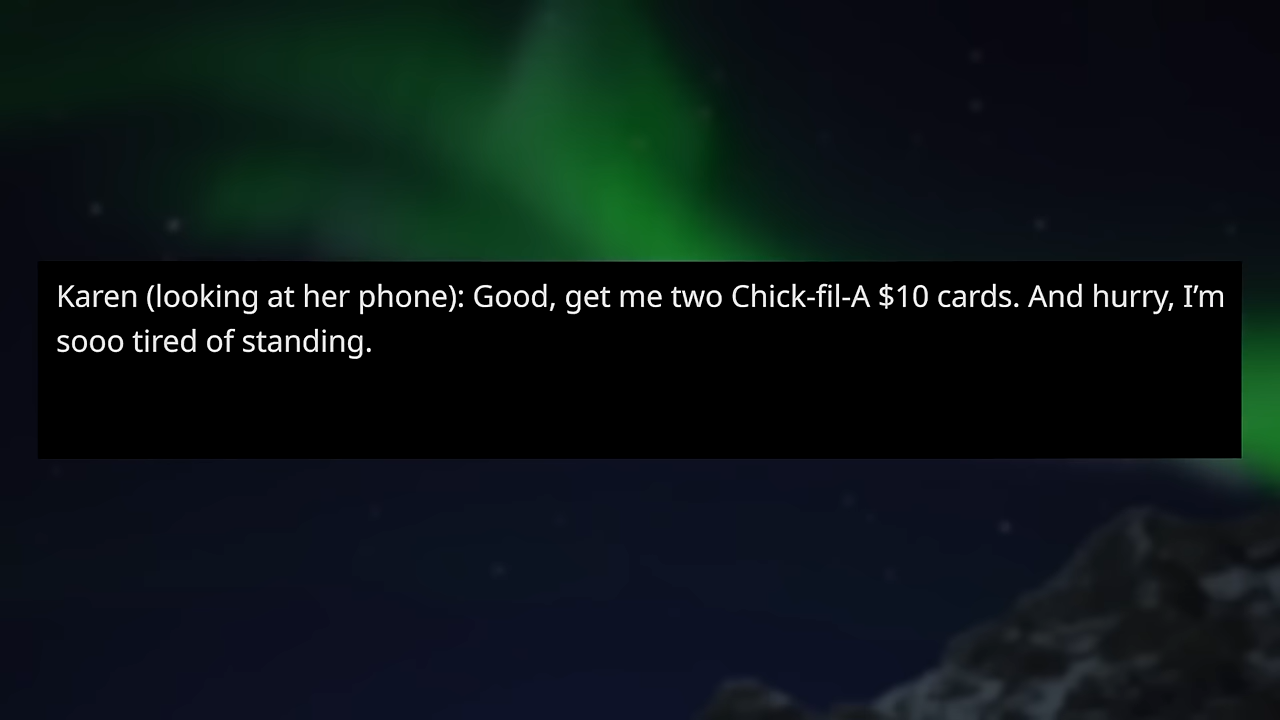 Karen (looking at her phone): Good, get me two Chick-fil-A $10 cards. And hurry, I’m
sooo tired of standing.